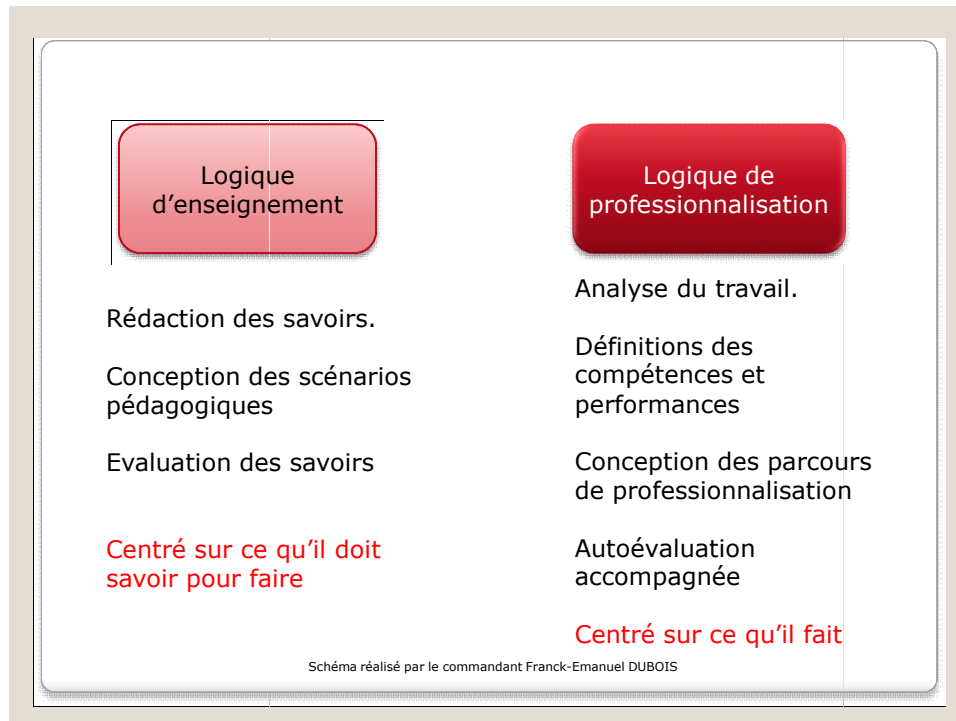 Logique
d'enseignement
Rédaction des savoirs.
Conception des scénarios
pédagogiques
Evaluation des savoirs
Centré sur ce qu'il doit
savoir pour faire
Logique de
professionnalisation
Analyse du travail.
Définitions des
compétences et
performances
Conception des parcours
de professionnalisation
Autoévaluation
accompagnée
Centré sur ce qu'il fait
Schéma réalisé par le commandant Franck-Emanuel DUBOIS